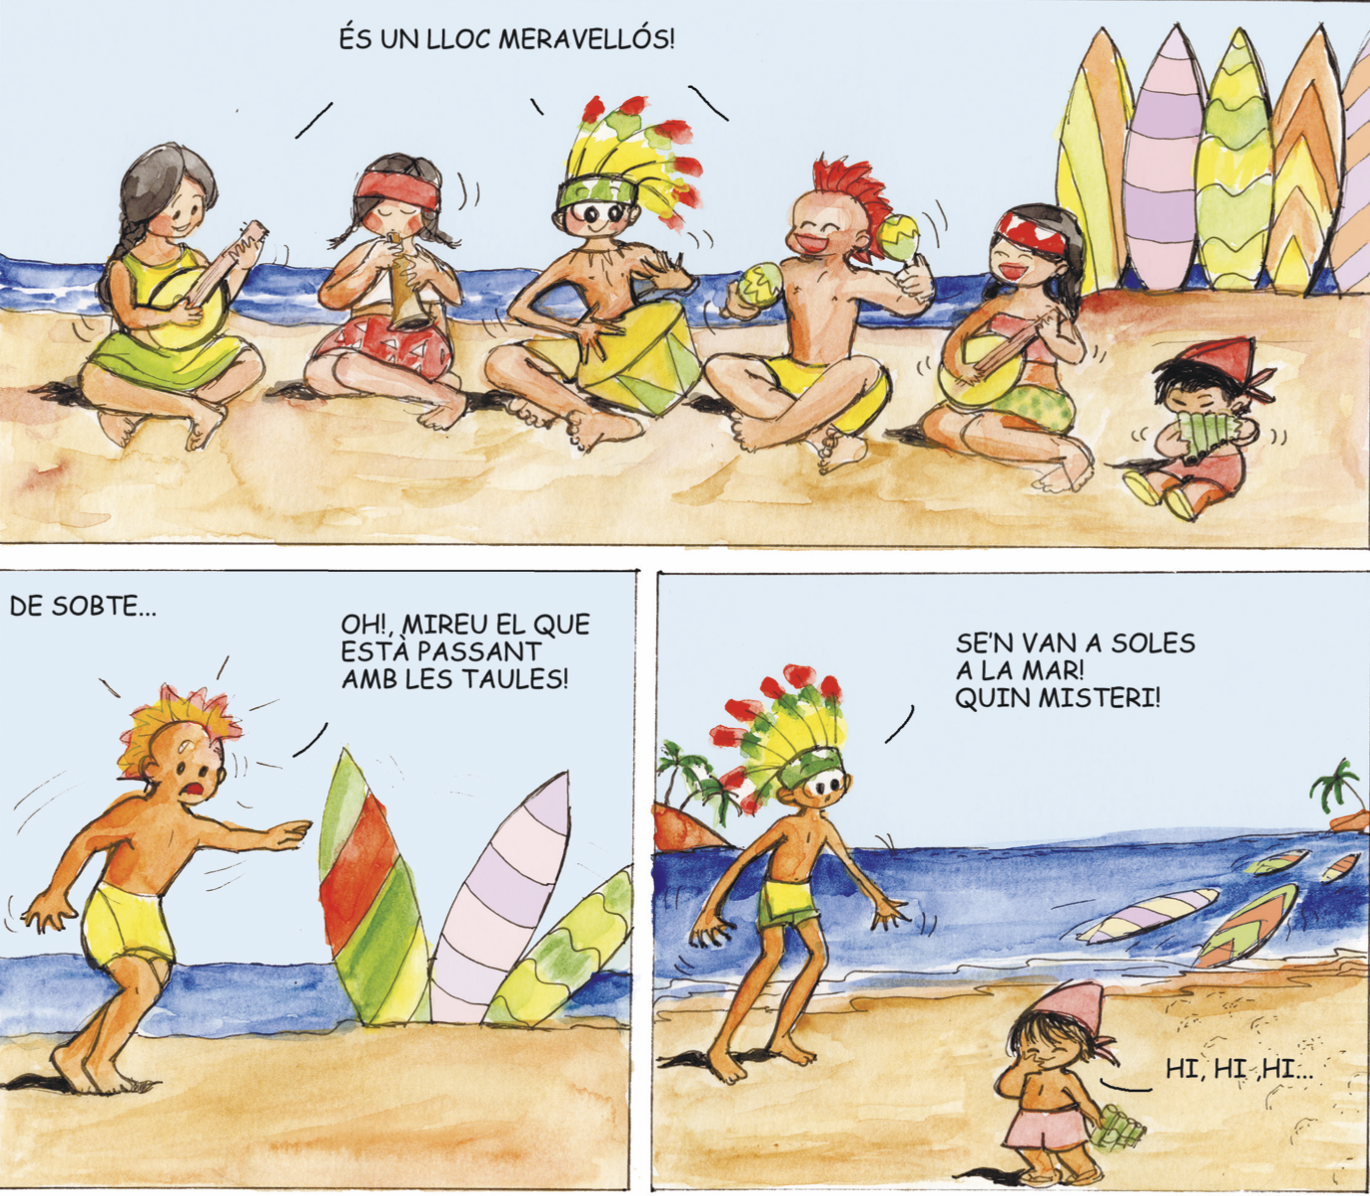 ÉS UN LLOC MERAVELLÓS!
DE SOBTE...
OH!, MIREU EL QUE
ESTÀ PASSANT
AMB LES TAULES!
SE'N VAN A SOLES
A LA MAR!
QUIN MISTERI!
HI, HI ,HI...